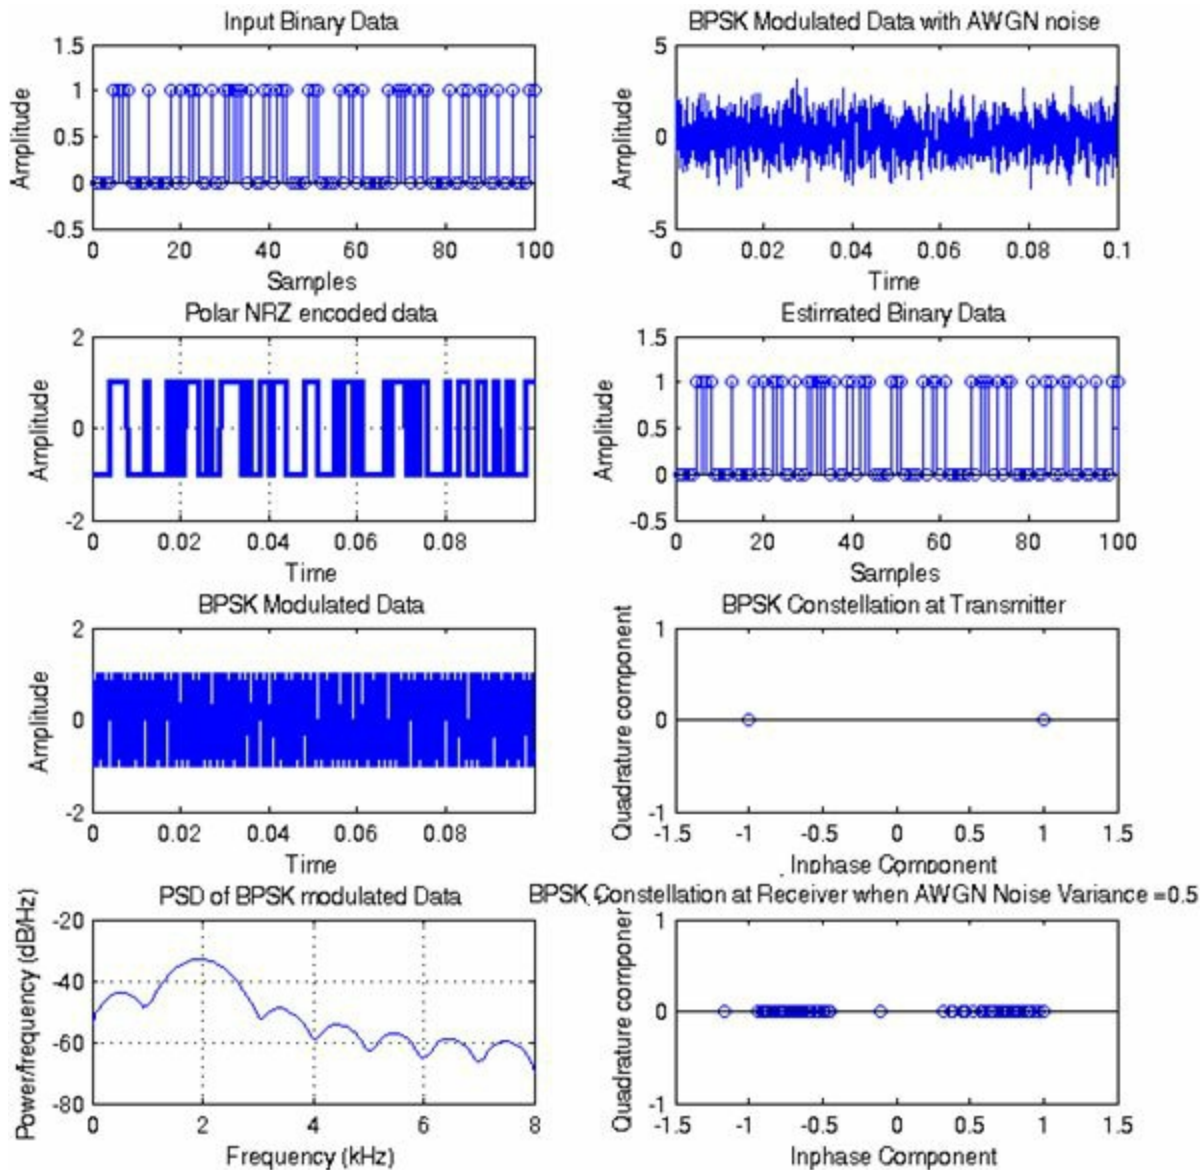 Input Binary Data
1.5
1
0.5
0
-0.5
Amplitude
0 20 40 60 80 100
Samples
BPSK Modulated Data with AWGN noise
5
0
-5
Amplitude
0 0.02 0.04 0.06 0.08 0.1
Time
Polar NRZ encoded data
2
1
0
-1
-2
Amplitude
0 0.02 0.04 0.06 0.08
Time
Estimated Binary Data
1.5
1
0.5
0
-0.5
Amplitude
0 20 40 60 80 100
Samples
BPSK Modulated Data
2
1
0
-1
-2
Amplitude
0 0.02 0.04 0.06 0.08
Time
BPSK Constellation at Transmitter
1
0
-1
Quadrature component
-1.5 -1 -0.5 0 0.5 1 1.5
Inphase Component
PSD of BPSK modulated Data
-20
-40
-60
-80
Power/frequency (dB/Hz)
0 2 4 6 8
Frequency (kHz)
BPSK Constellation at Receiver when AWGN Noise Variance =0.5
1
0
-1
Quadrature component
-1.5 -1 -0.5 0 0.5 1 1.5
Inphase Component